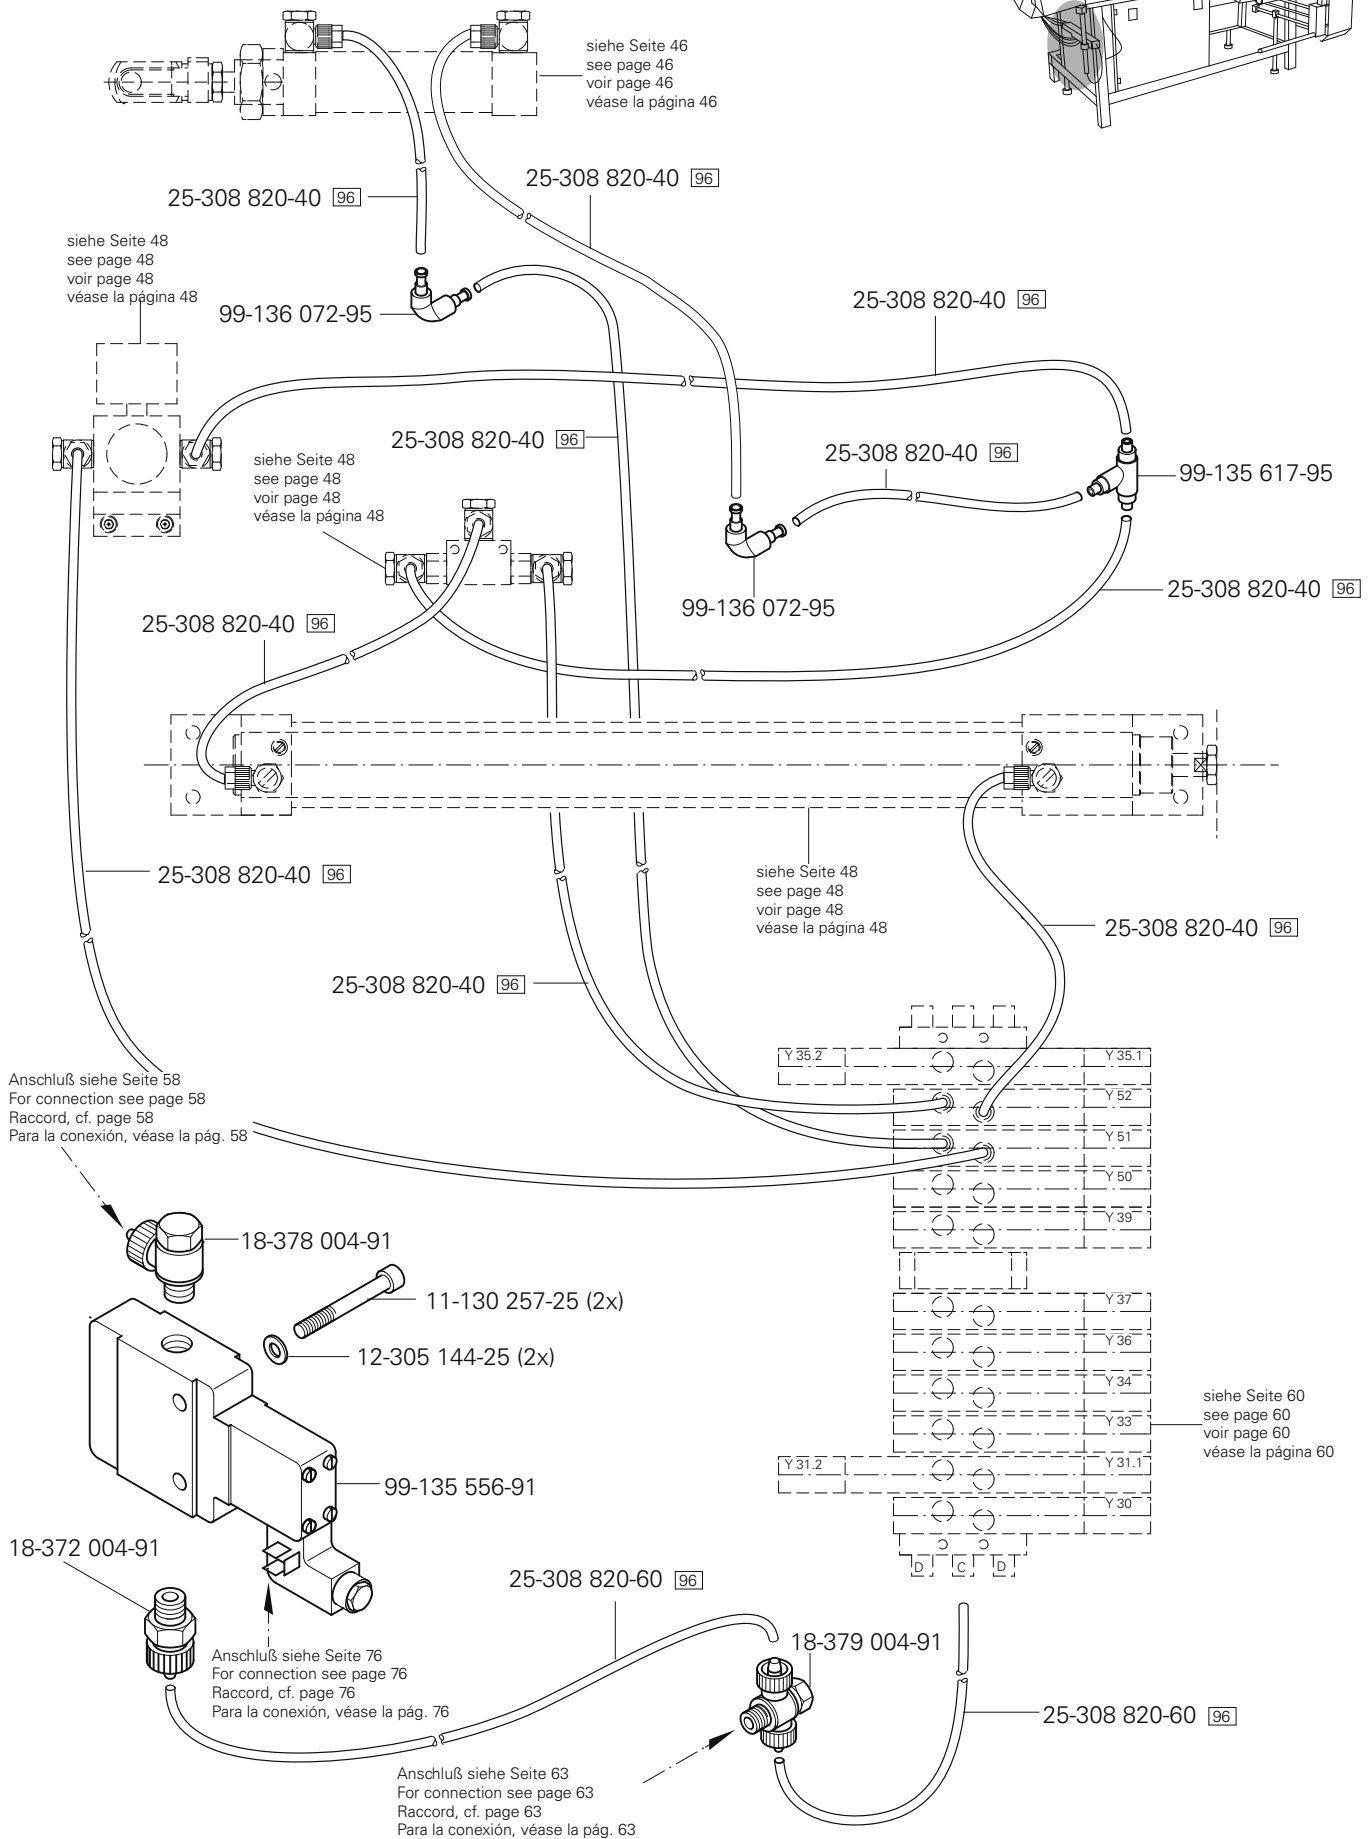 siehe Seite 46
see page 46
voir page 46
véase la página 46
25-308 820-40 96
25-308 820-40 96
siehe Seite 48
see page 48
voir page 48
véase la página 48
99-136 072-95
25-308 820-40 96
25-308 820-40 96
siehe Seite 48
see page 48
voir page 48
véase la página 48
25-308 820-40 96
99-135 617-95
99-136 072-95
25-308 820-40 96
25-308 820-40 96
25-308 820-40 96
siehe Seite 48
see page 48
voir page 48
véase la página 48
25-308 820-40 96
25-308 820-40 96
Y 35.2
Y 35.1
Y 52
Y 51
Y 50
Y 39
Y 37
Y 36
Y 34
Y 33
Y 31.2
Y 31.1
Y 30
D
C
D
Anschluß siehe Seite 58
For connection see page 58
Raccord, cf. page 58
Para la conexión, véase la pág. 58
18-378 004-91
11-130 257-25 (2x)
12-305 144-25 (2x)
siehe Seite 60
see page 60
voir page 60
véase la página 60
99-135 556-91
18-372 004-91
25-308 820-60 96
18-379 004-91
Anschluß siehe Seite 76
For connection see page 76
Raccord, cf. page 76
Para la conexión, véase la pág. 76
25-308 820-60 96
Anschluß siehe Seite 63
For connection see page 63
Raccord, cf. page 63
Para la conexión, véase la pág. 63